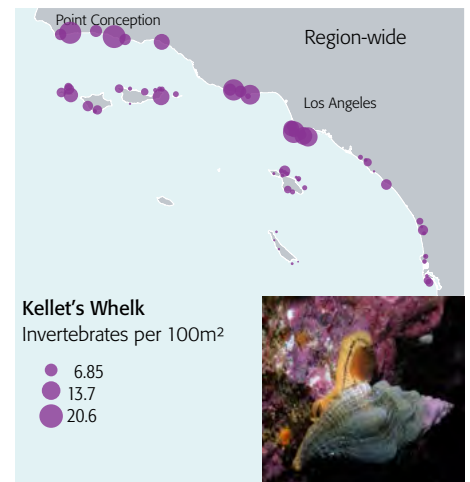 Point Conception
Region-wide
Los Angeles
Kellet's Whelk
Invertebrates per 100m²
6.85
13.7
20.6